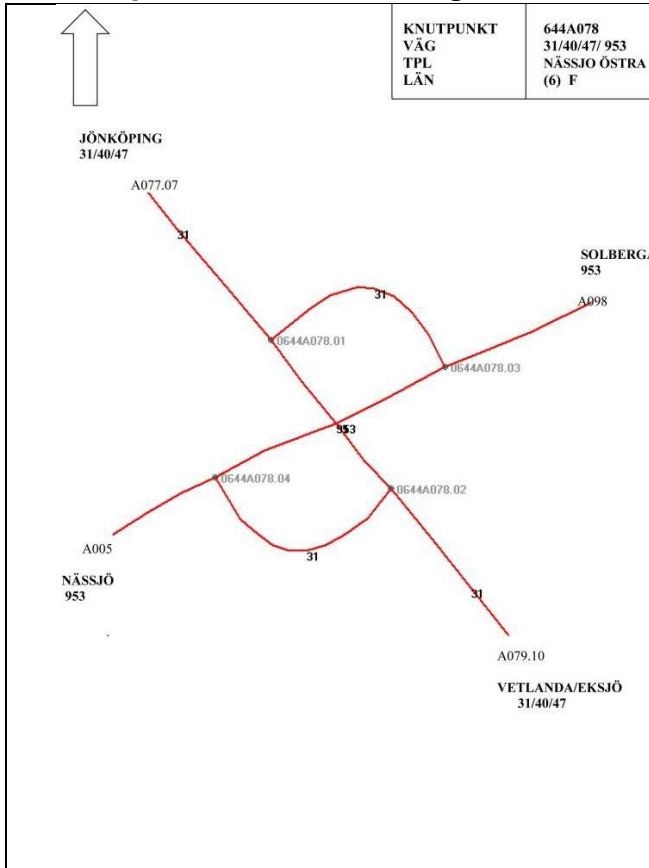 KNUTPUNKT 644A078
VÄG 31/40/47/ 953
TPL NÄSSJO ÖSTRA
LÄN (6) F
JÖNKÖPING
31/40/47
A077.07
31
SOLBERGA
953
31
A098
0644A078.01
0644A078.03
953
0644A078.04
0644A078.02
A005
31
NÄSSJÖ
953
31
A079.10
VETLANDA/EKSJÖ
31/40/47